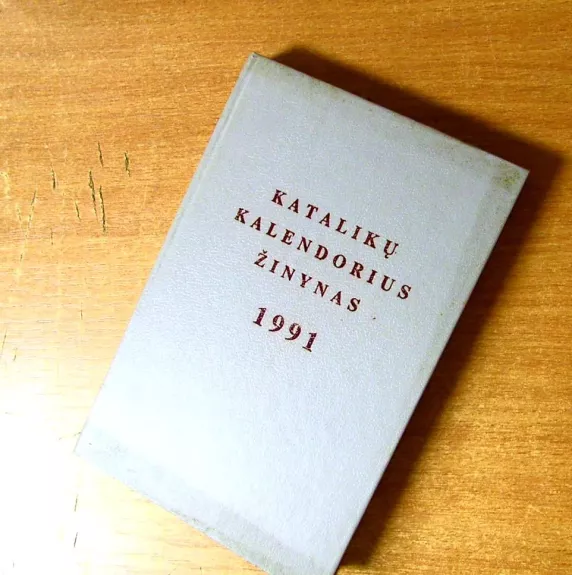 KATALIKŲ
KALENDORIUS
ŽINYNAS
1991